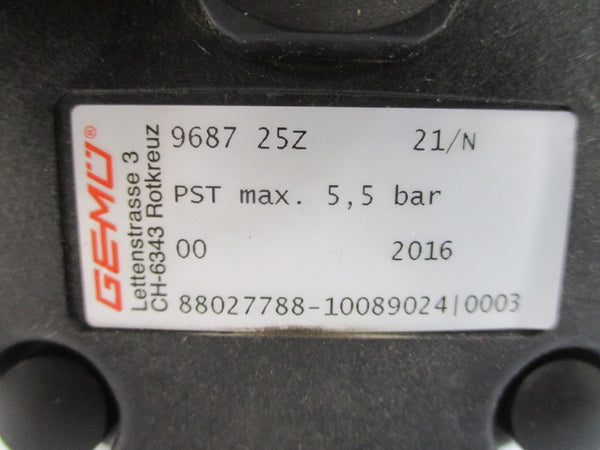 GEMÜ®
Lettenstrasse 3
CH-6343 Rotkreuz
9687 25Z 21/N
PST max. 5,5 bar
00 2016
88027788-10089024|0003